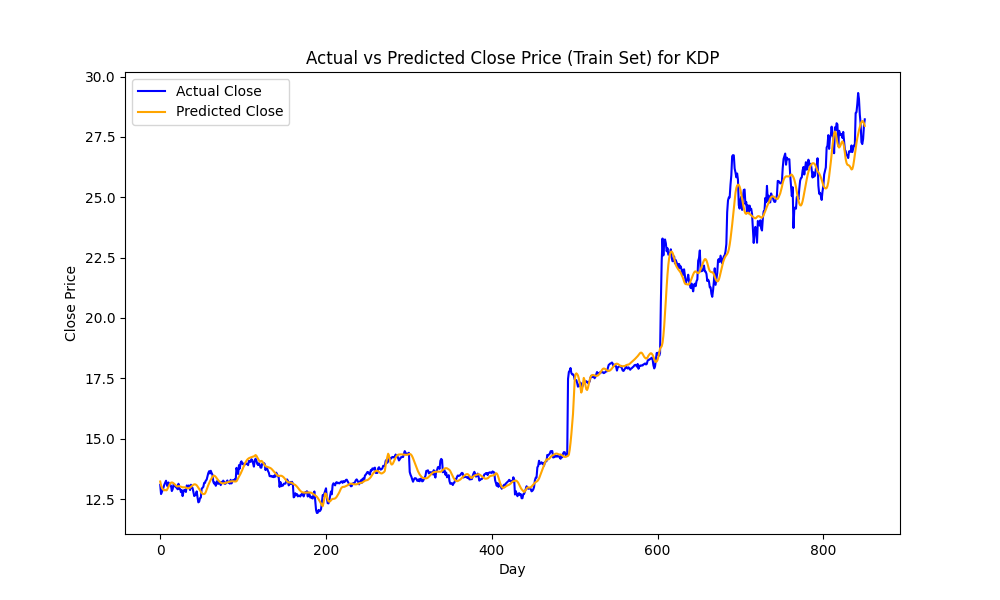 Actual vs Predicted Close Price (Train Set) for KDP
Actual Close
Predicted Close
30.0
27.5
25.0
22.5
20.0
17.5
15.0
12.5
Close Price
0 200 400 600 800
Day